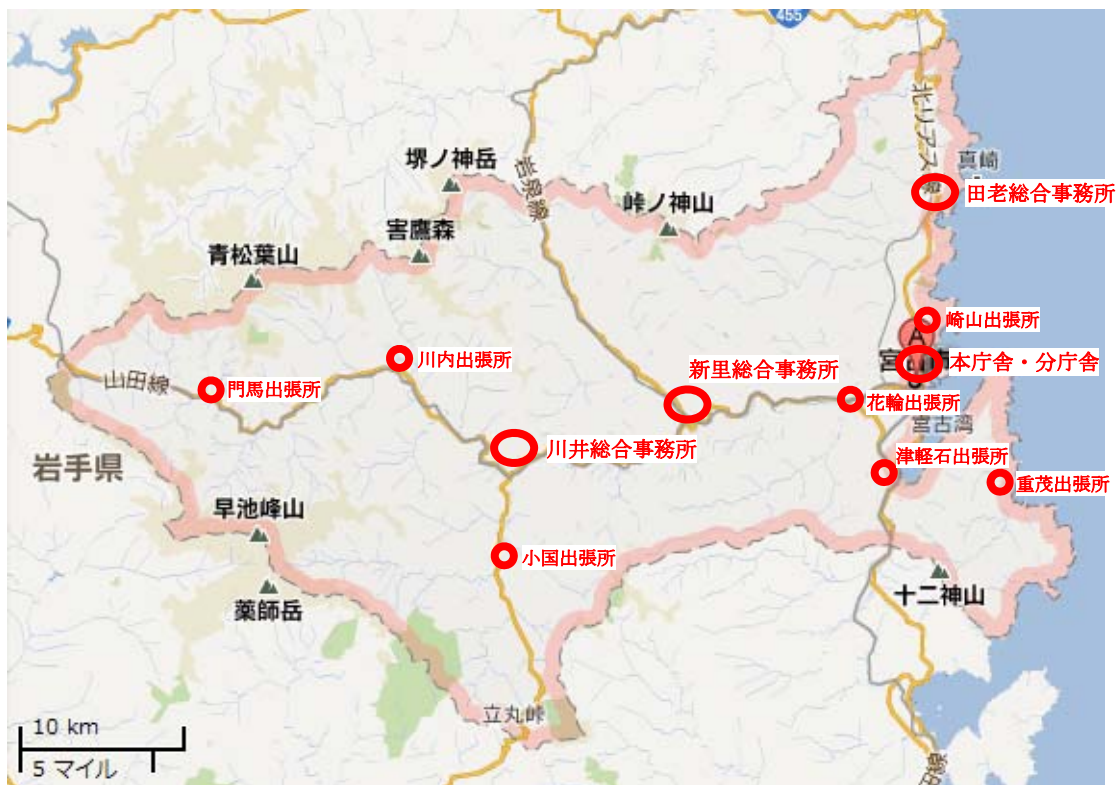 455
北リアス線
真崎
堺ノ神岳
岩泉線
峠ノ神山
田老総合事務所
害鷹森
青松葉山
崎山出張所
A
川内出張所
宮古市
本庁舎・分庁舎
新里総合事務所
山田線
門馬出張所
花輪出張所
宮古湾
川井総合事務所
津軽石出張所
岩手県
重茂出張所
早池峰山
小国出張所
薬師岳
十二神山
立丸峠
10 km
5 マイル